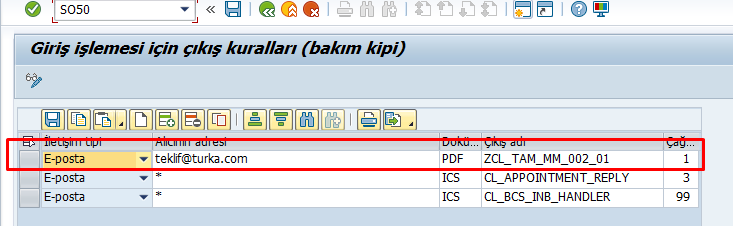 SO50
Giriş işlemesi için çıkış kuralları (bakım kipi)
İletişim tipi Alıcının adresi Dokü... Çıkış adı Çağ...
E-posta teklif@turka.com PDF ZCL_TAM_MM_002_01 1
E-posta * ICS CL_APPOINTMENT_REPLY 3
E-posta * ICS CL_BCS_INB_HANDLER 99